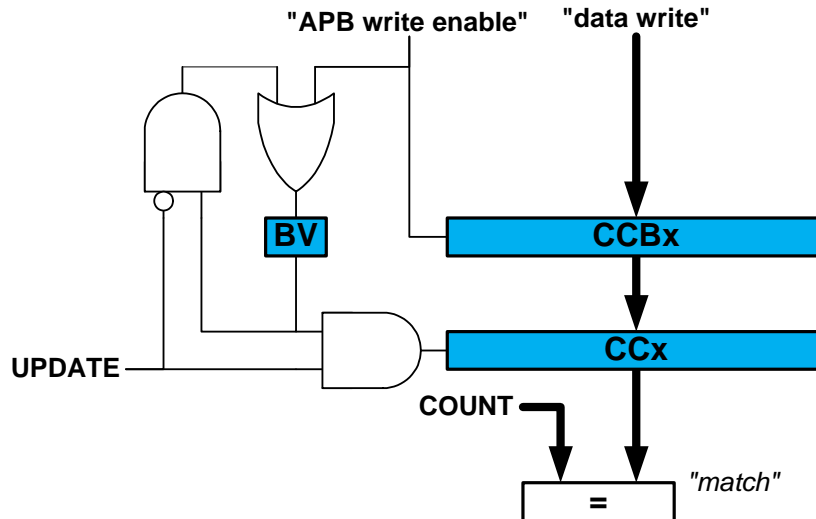 "APB write enable"
"data write"
BV
CCBx
UPDATE
CCx
COUNT
"match"
=